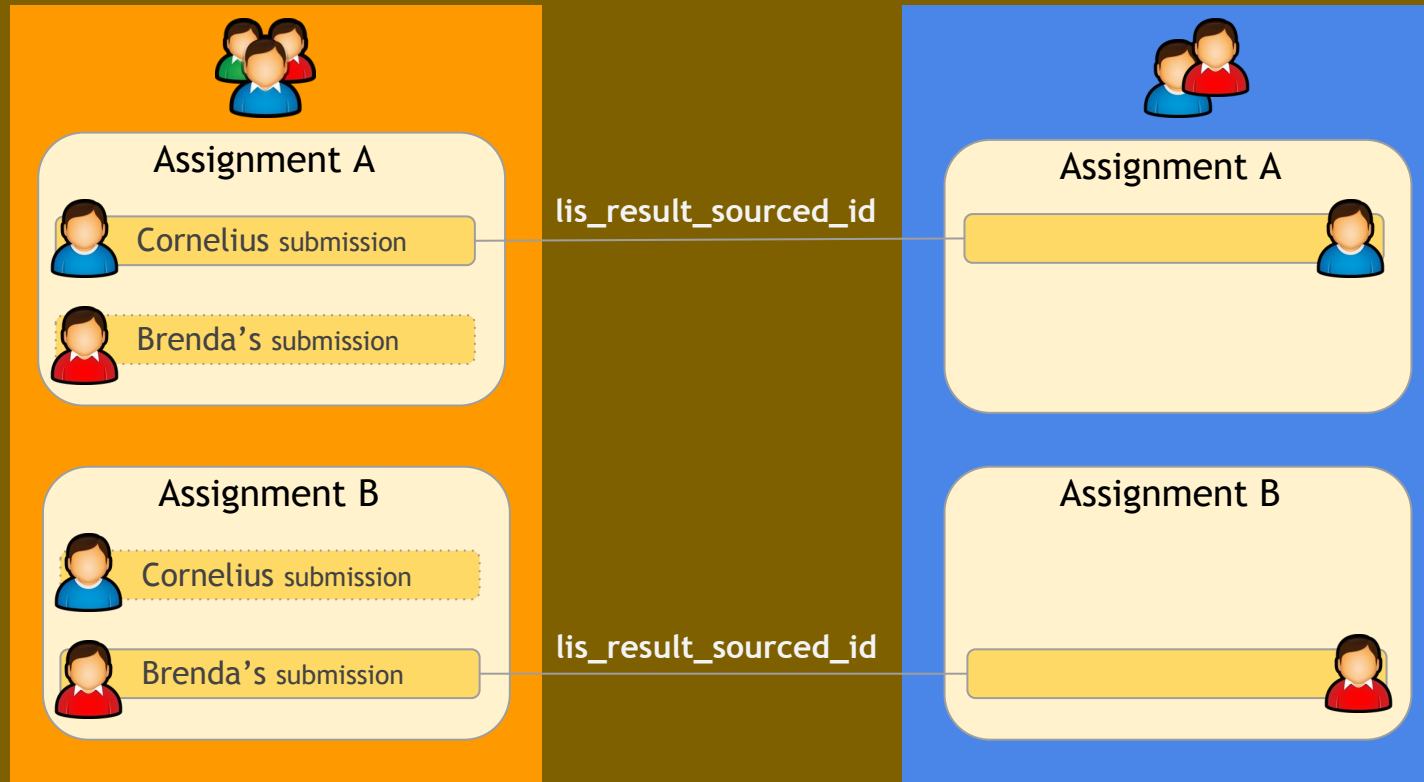 Assignment A
Cornelius submission
Brenda’s submission
lis_result_sourced_id
Assignment A
Assignment B
Cornelius submission
Brenda’s submission
lis_result_sourced_id
Assignment B